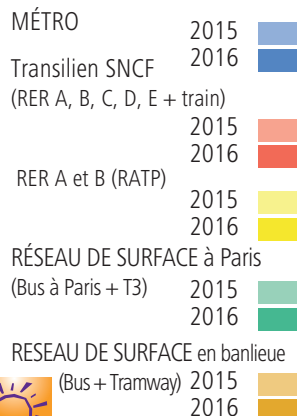 MÉTRO
2015
2016
Transilien SNCF
(RER A, B, C, D, E + train)
2015
2016
RER A et B (RATP)
2015
2016
RÉSEAU DE SURFACE à Paris
(Bus à Paris + T3) 2015
2016
RESEAU DE SURFACE en banlieue
(Bus + Tramway) 2015
2016